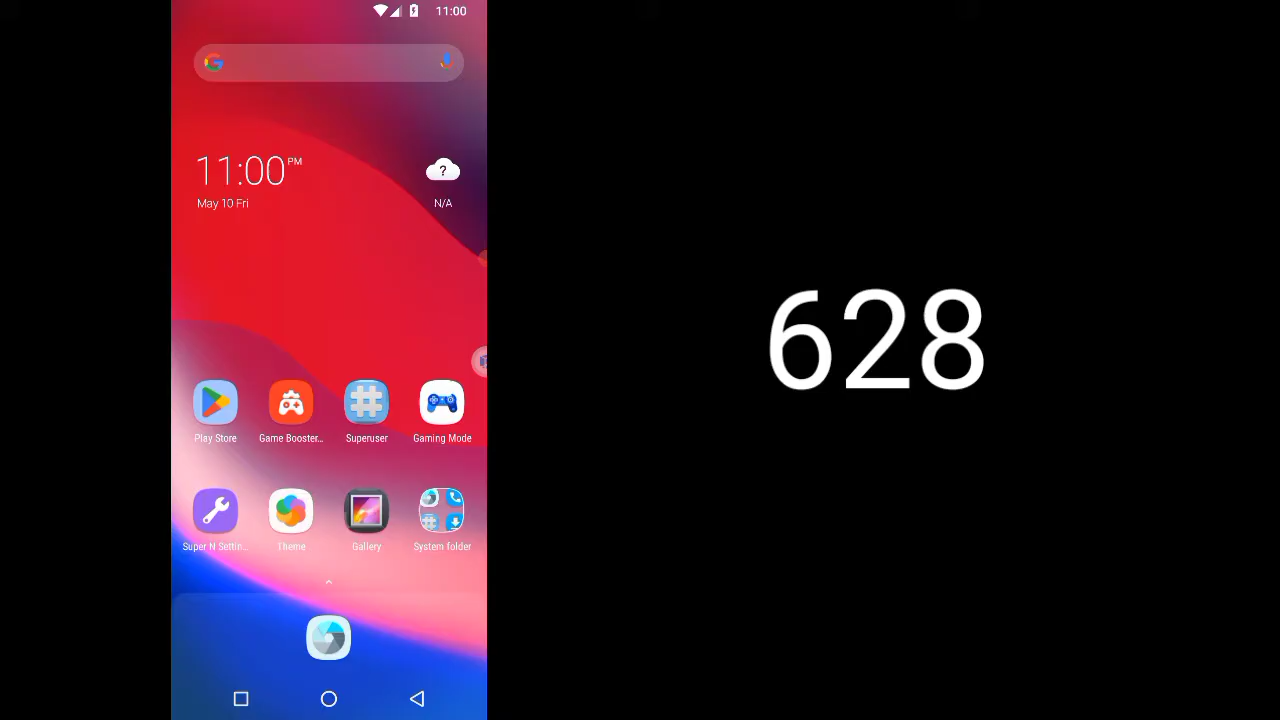 11:00
11:00 PM
May 10 Fri
?
N/A
Play Store
Game Booster...
Superuser
Gaming Mode
Super N Settin...
Theme
Gallery
System folder
628